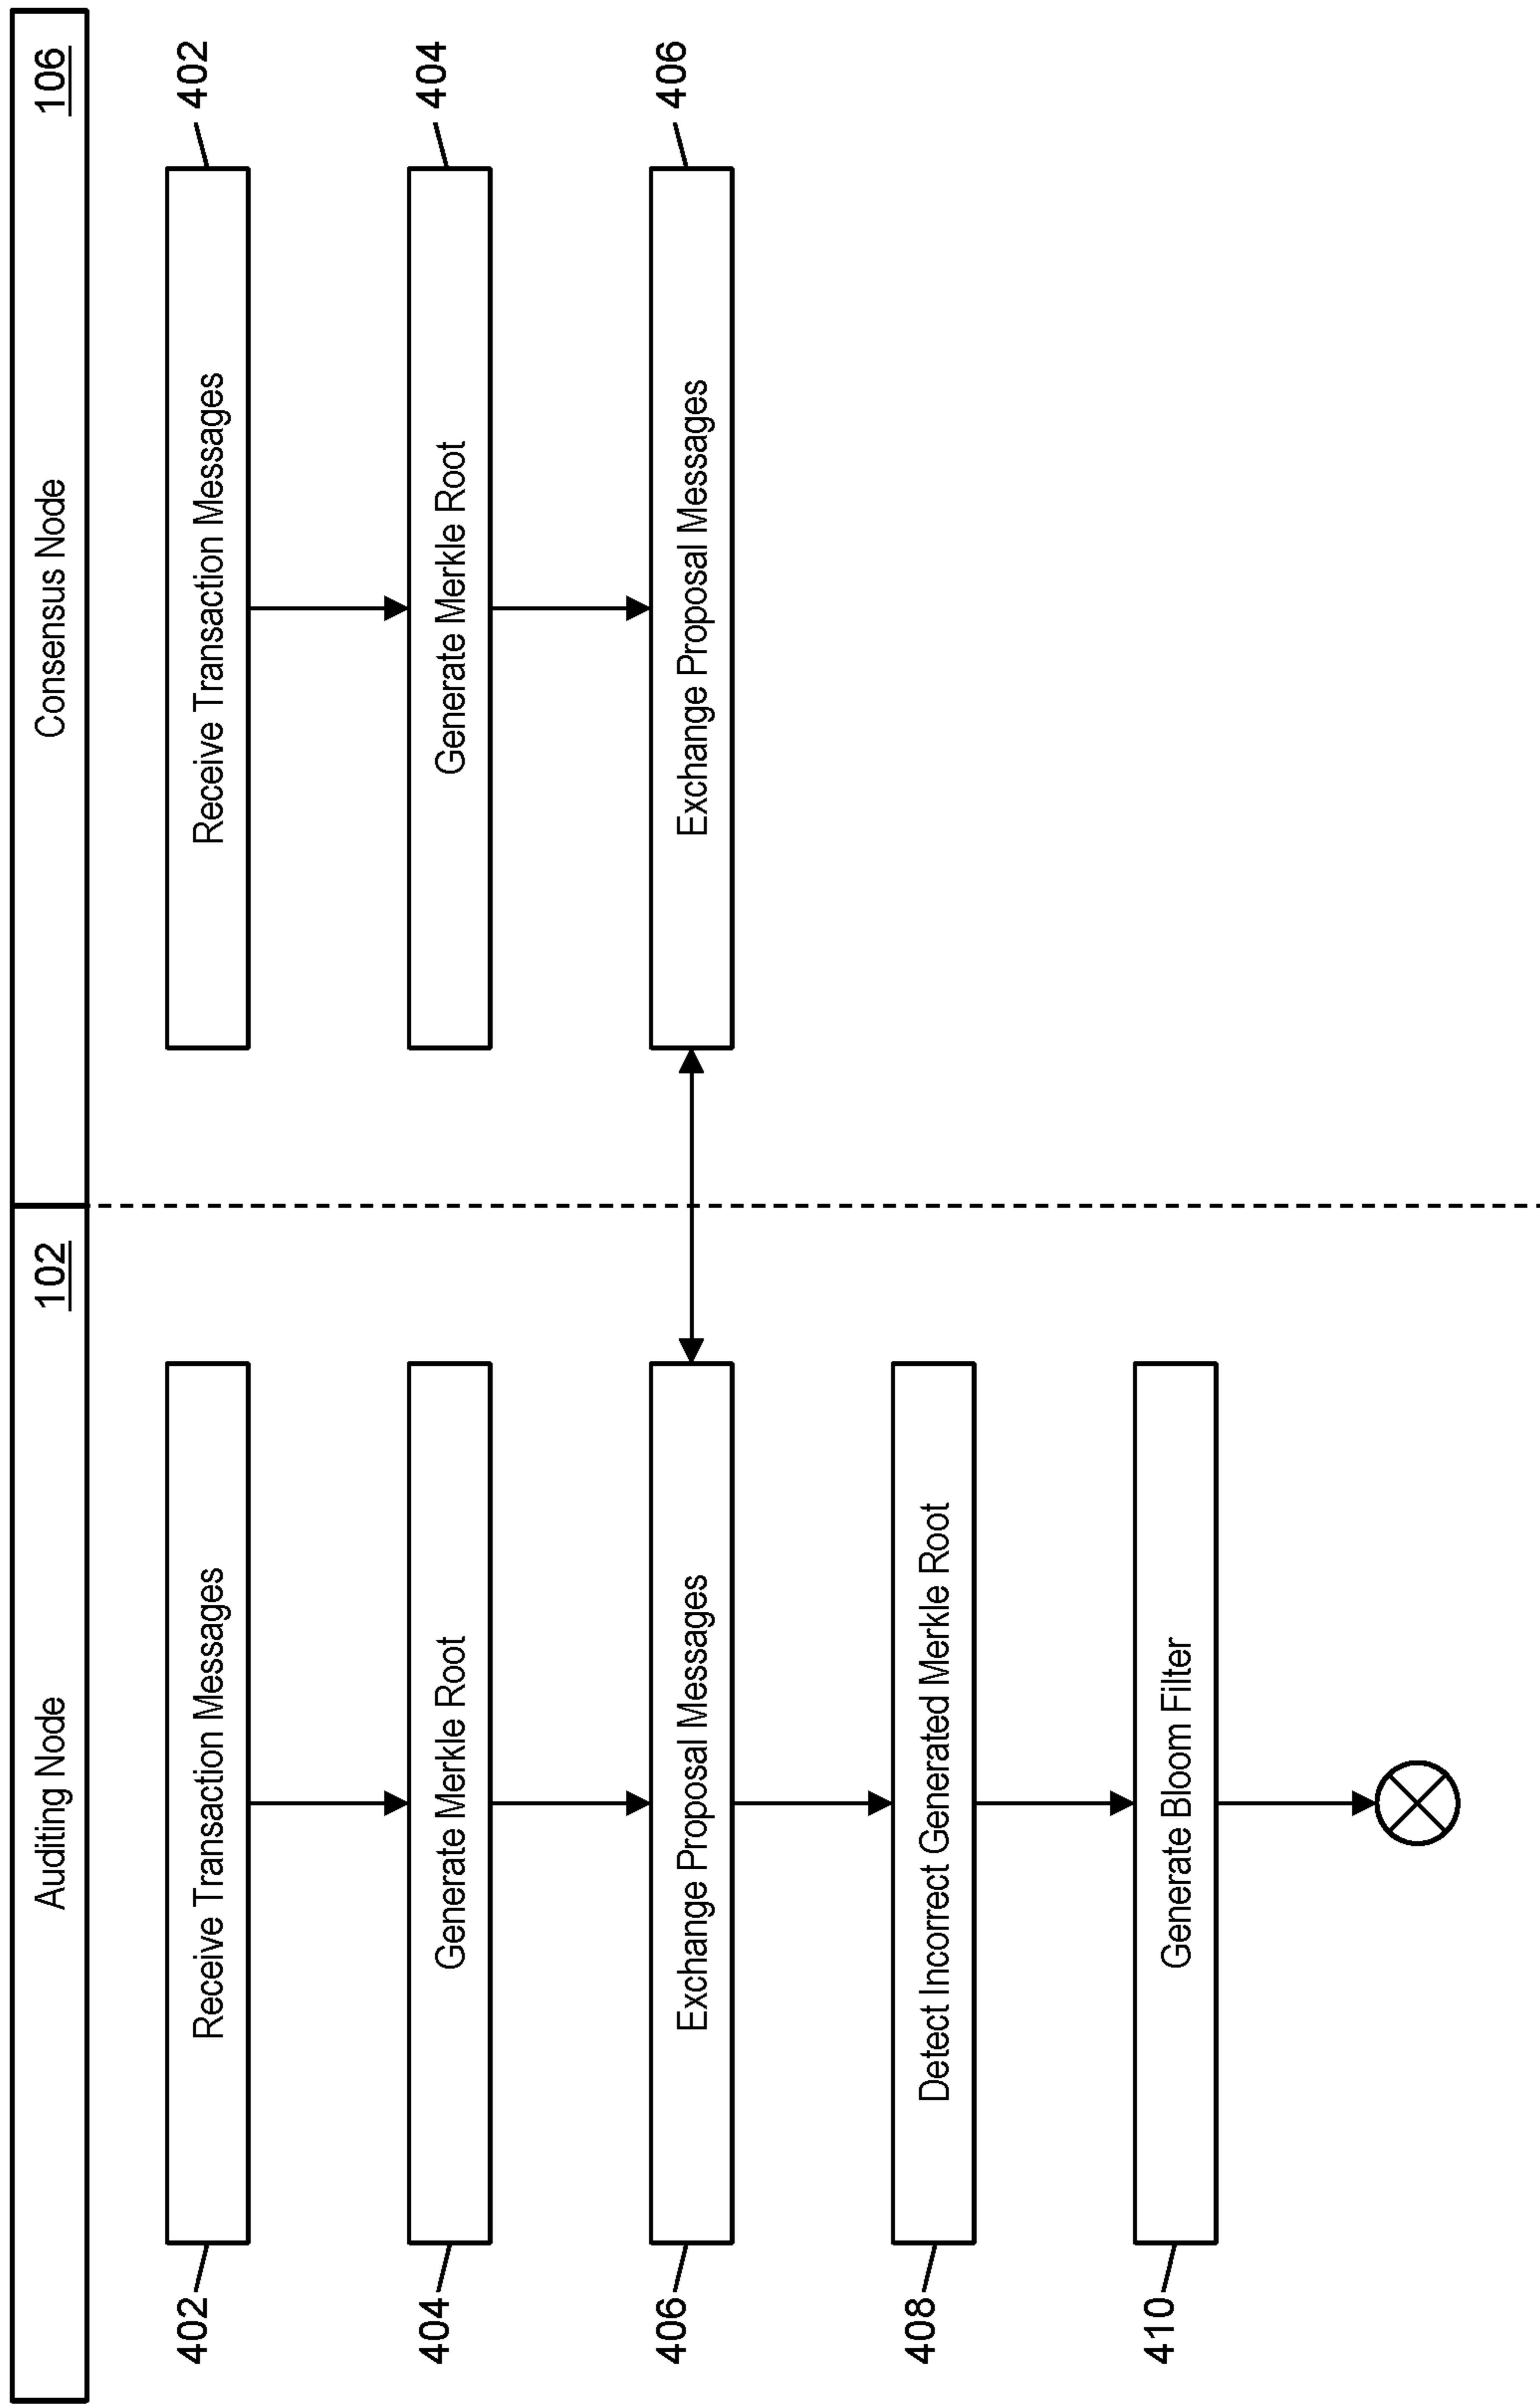 Auditing Node 102
Consensus Node 106
402 Receive Transaction Messages
Receive Transaction Messages 402
404 Generate Merkle Root
Generate Merkle Root 404
406 Exchange Proposal Messages
Exchange Proposal Messages 406
408 Detect Incorrect Generated Merkle Root
410 Generate Bloom Filter